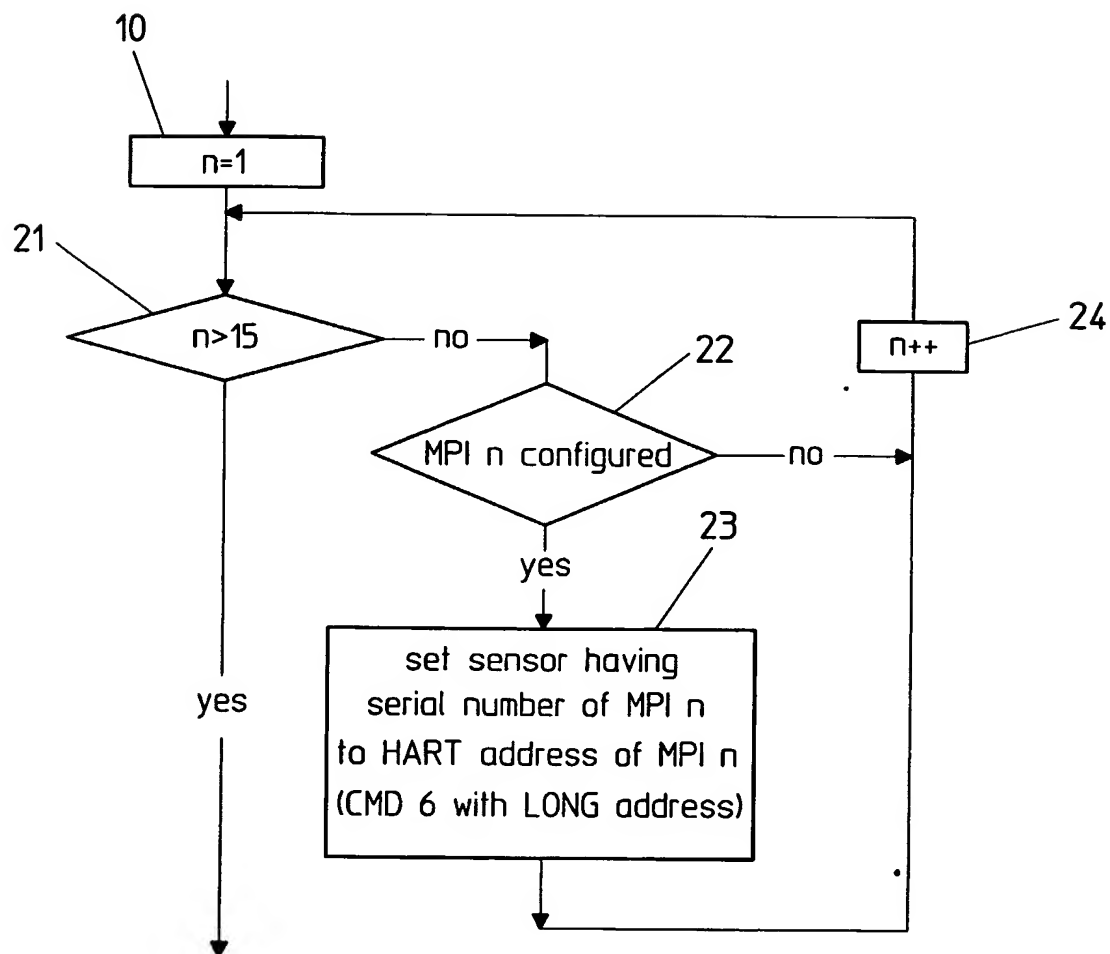 10
n=1
21
n>15
no
22
24
n++
MPI n configured
no
yes
23
set sensor having
serial number of MPI n
to HART address of MPI n
(CMD 6 with LONG address)
yes